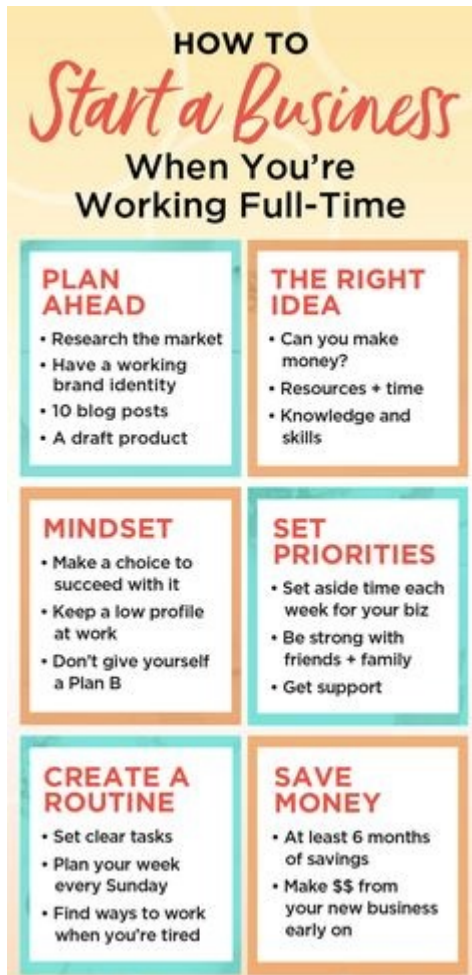 HOW TO
Start a Business
When You're
Working Full-Time
PLAN
AHEAD
• Research the market
• Have a working
brand identity
• 10 blog posts
• A draft product
THE RIGHT
IDEA
• Can you make
money?
• Resources + time
• Knowledge and
skills
MINDSET
• Make a choice to
succeed with it
• Keep a low profile
at work
• Don't give yourself
a Plan B
SET
PRIORITIES
• Set aside time each
week for your biz
• Be strong with
friends + family
• Get support
CREATE A
ROUTINE
• Set clear tasks
• Plan your week
every Sunday
• Find ways to work
when you're tired
SAVE
MONEY
• At least 6 months
of savings
• Make $$ from
your new business
early on